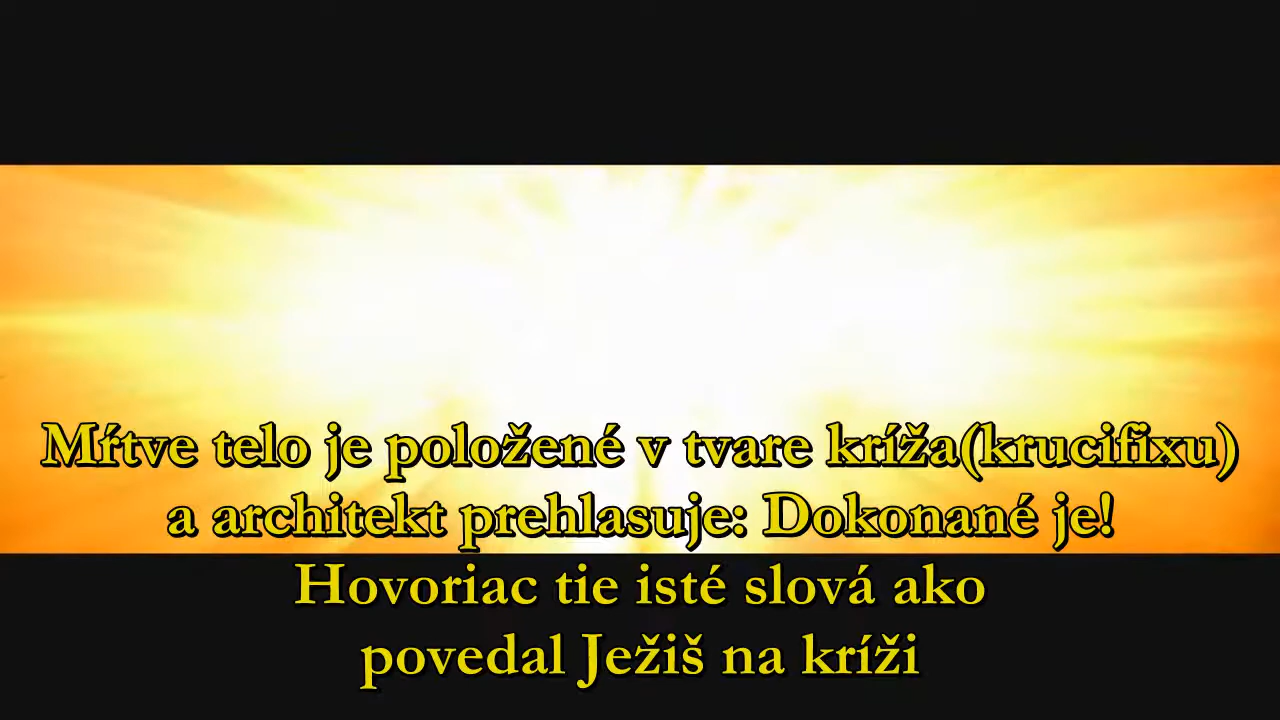 Mŕtve telo je položené v tvare kríža(krucifixu)
a architekt prehlasuje: Dokonané je!
Hovoriac tie isté slová ako
povedal Ježiš na kríži